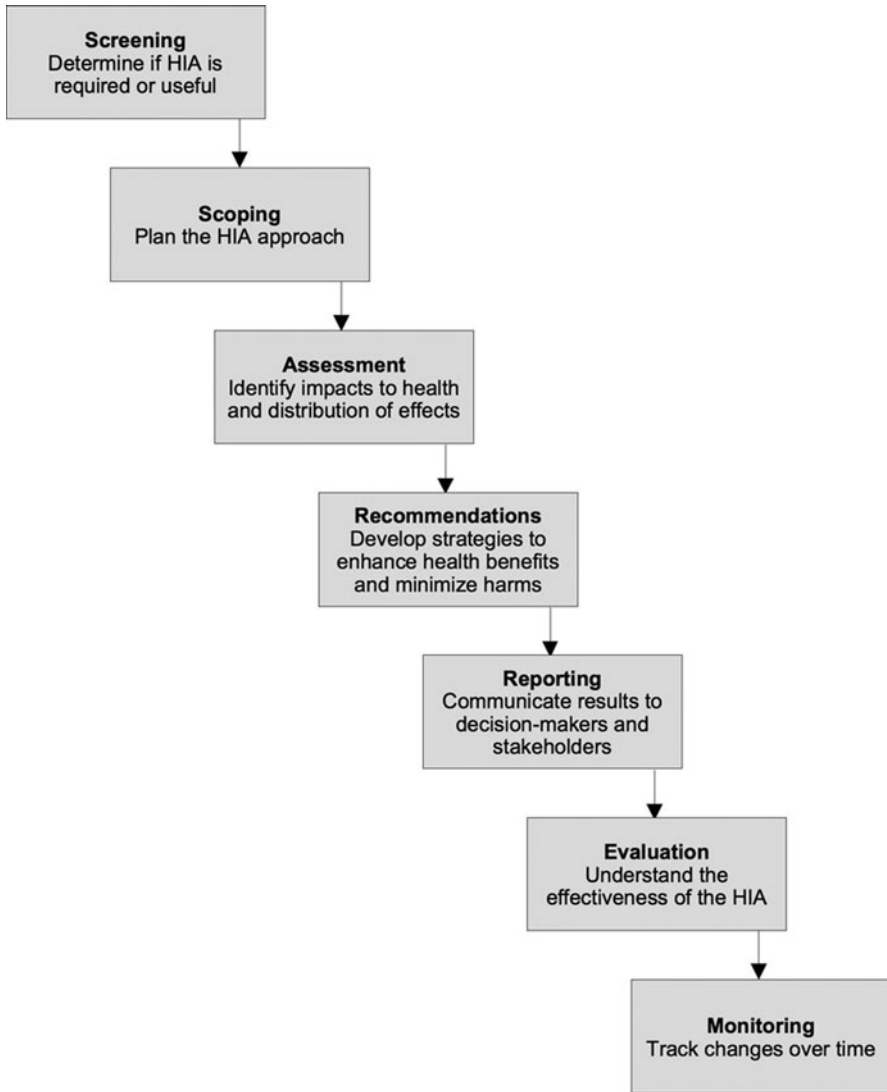 Screening
Determine if HIA is
required or useful
Scoping
Plan the HIA approach
Assessment
Identify impacts to health
and distribution of effects
Recommendations
Develop strategies to
enhance health benefits
and minimize harms
Reporting
Communicate results to
decision-makers and
stakeholders
Evaluation
Understand the
effectiveness of the HIA
Monitoring
Track changes over time